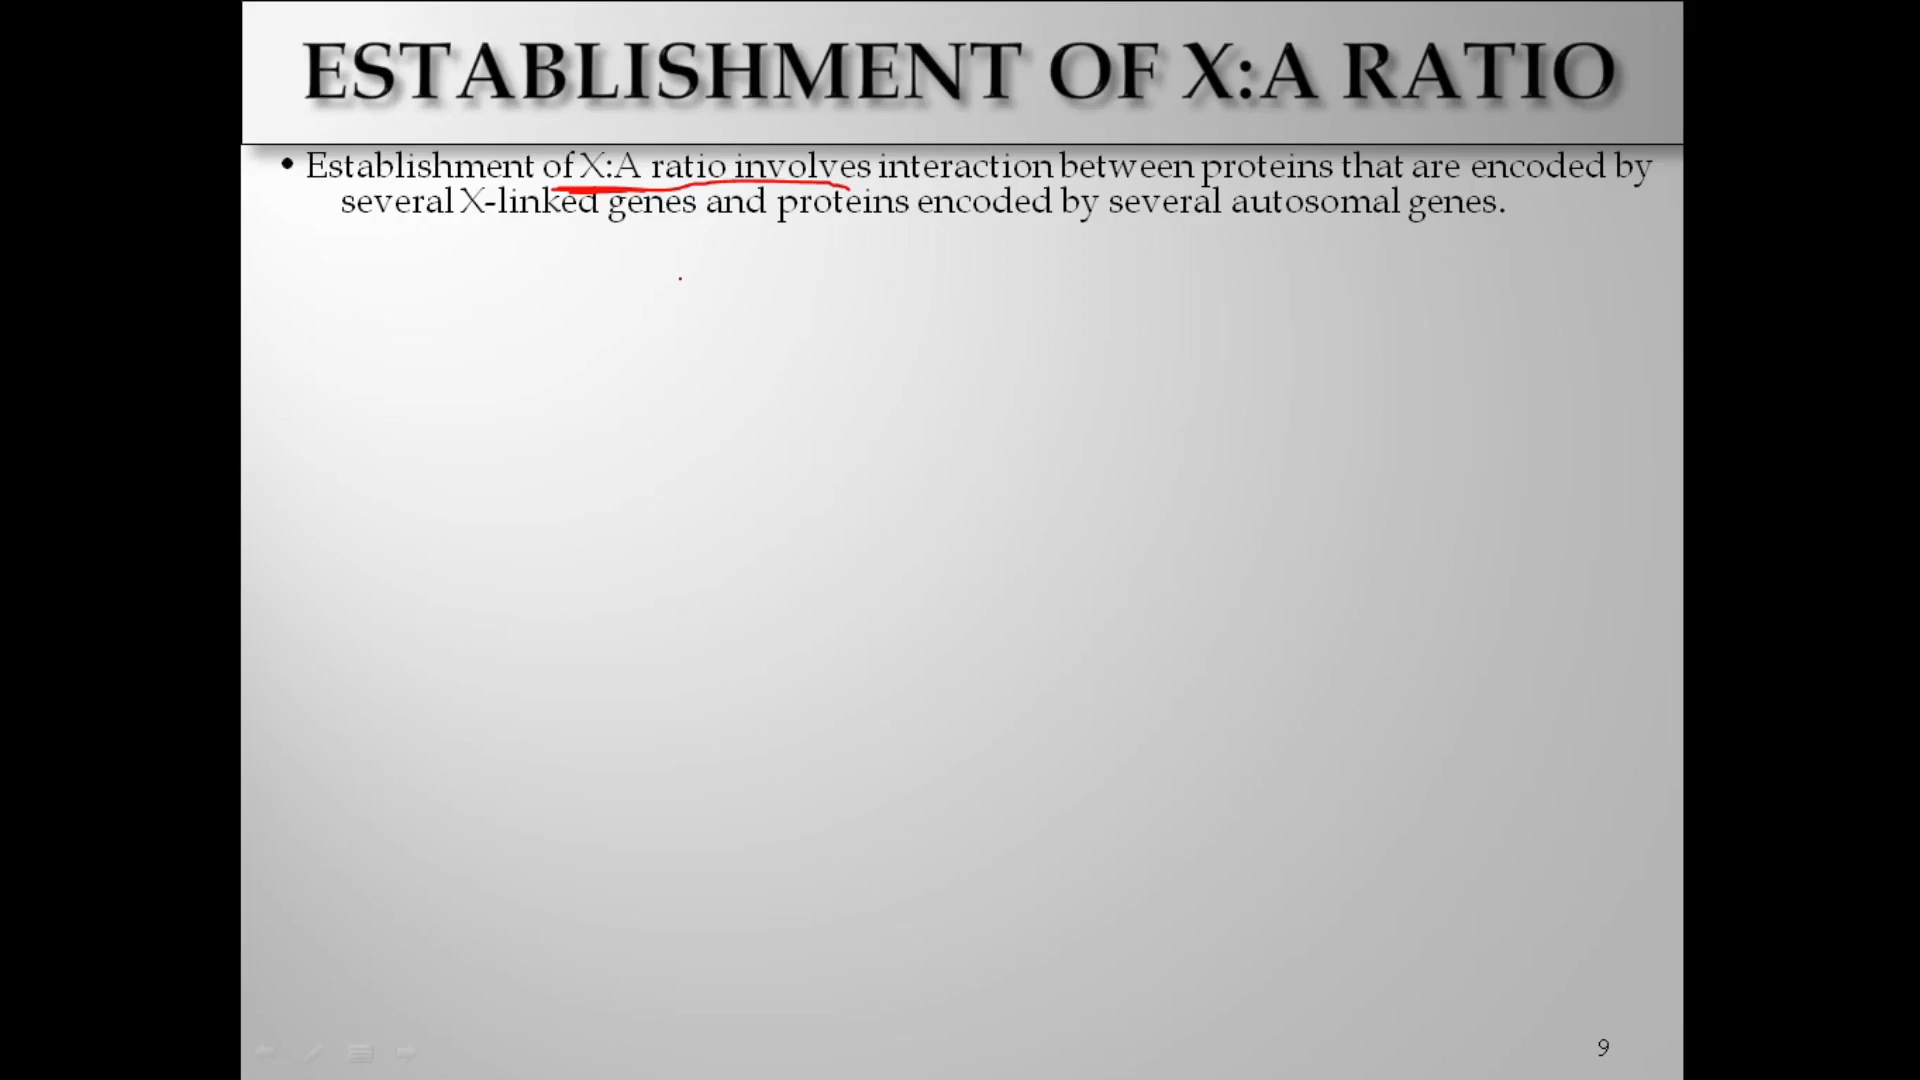 ESTABLISHMENT OF X:A RATIO
• Establishment of X:A ratio involves interaction between proteins that are encoded by
several X-linked genes and proteins encoded by several autosomal genes.
9